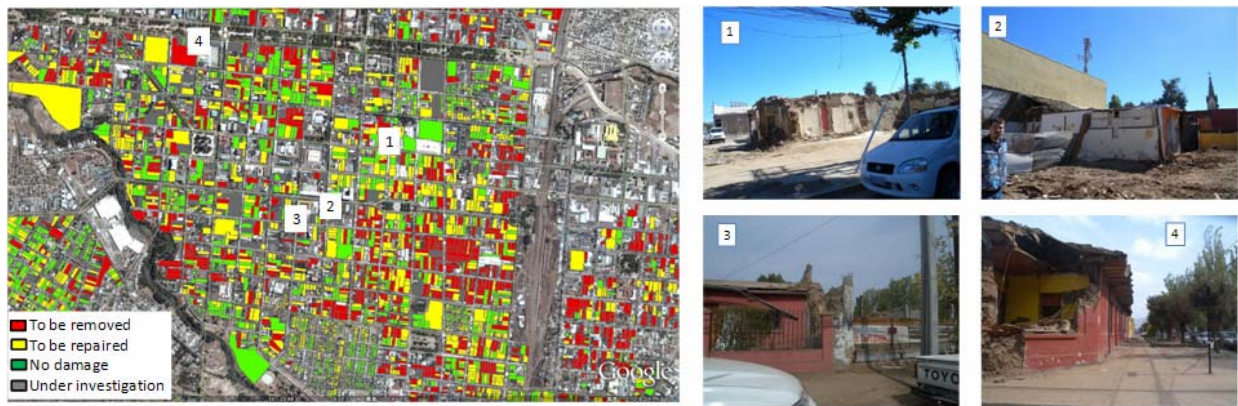 4
1
2
3
To be removed
To be repaired
No damage
Under investigation
Google
1
2
3
TOYO
4